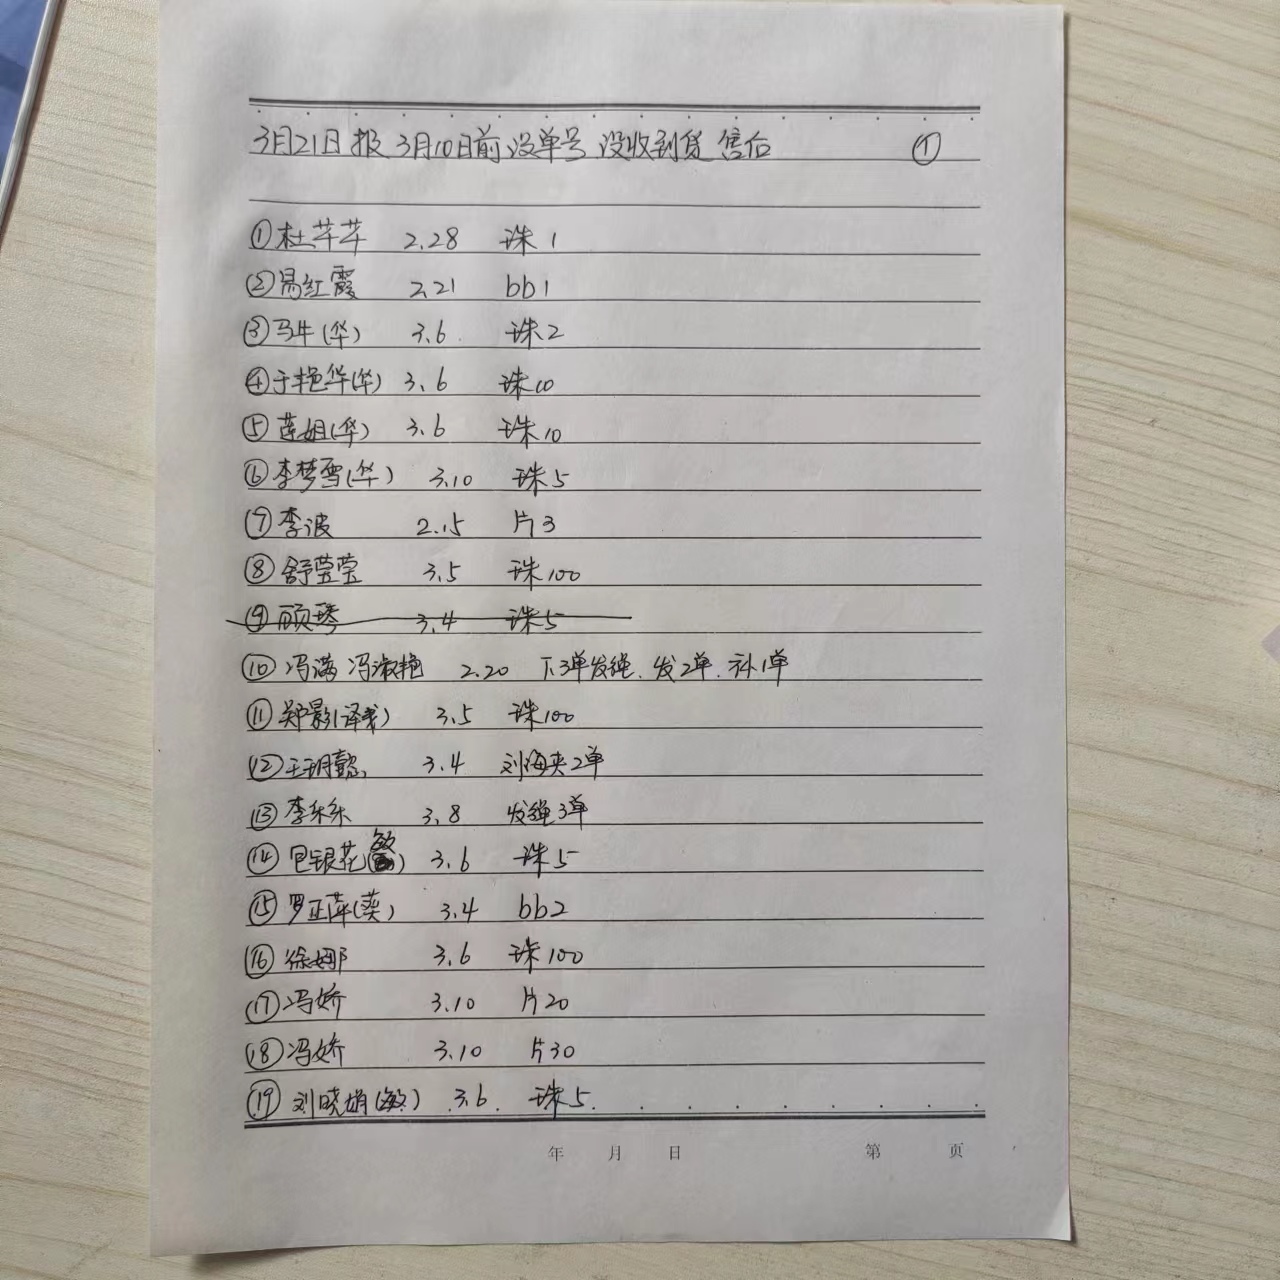 3月21日报 3月10日前没单号 没收到货 售后 ①
①杜芊芊 2.28 珠1
②易红霞 2.21 bb1
③马牛(华) 3.6 珠2
④于艳华(华) 3.6 珠10
⑤莲姐(华) 3.6 珠10
⑥李梦雪(华) 3.10 珠5
⑦李波 2.15 片3
⑧舒莹莹 3.5 珠100
⑨顾琴 3.4 珠5
⑩冯满 冯淑艳 2.20 下3单发绳.发2单.补1单
⑪郑影(译戈) 3.5 珠100
⑫王玥懿 3.4 刘海夹2单
⑬李乐乐 3.8 发绳3单
⑭包银花(敏) 3.6 珠5
⑮罗正萍(英) 3.4 bb2
⑯徐娜 3.6 珠100
⑰冯娇 3.10 片20
⑱冯娇 3.10 片30
⑲刘晓娟(敏) 3.6 珠5
年 月 日 第 页